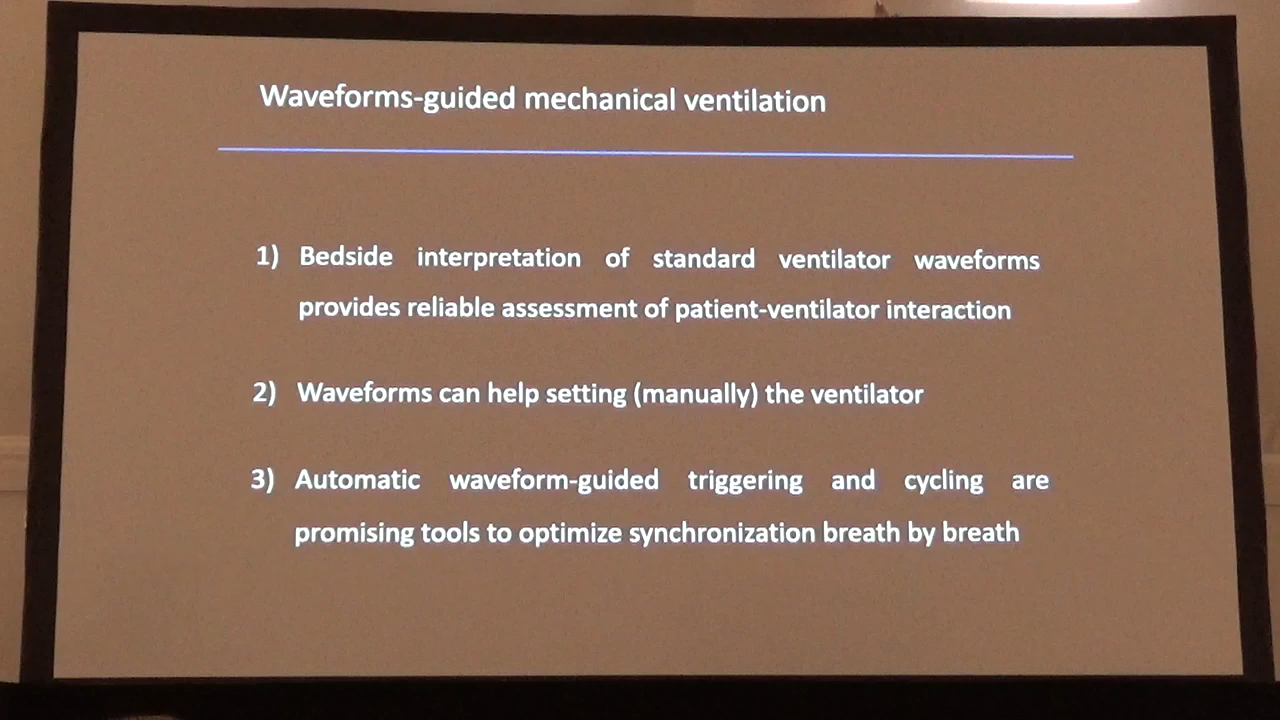 Waveforms-guided mechanical ventilation
1) Bedside interpretation of standard ventilator waveforms
provides reliable assessment of patient-ventilator interaction
2) Waveforms can help setting (manually) the ventilator
3) Automatic waveform-guided triggering and cycling are
promising tools to optimize synchronization breath by breath